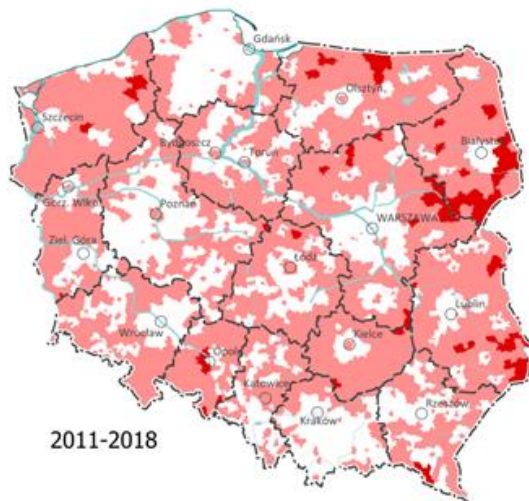 Gdańsk
Olsztyn
Szczecin
Białystok
Bydgoszcz
Toruń
Gorz. Wlkp.
Poznań
WARSZAWA
Ziel. Góra
Łódź
Wrocław
Lublin
Opole
Kielce
Katowice
Kraków
Rzeszów
2011-2018